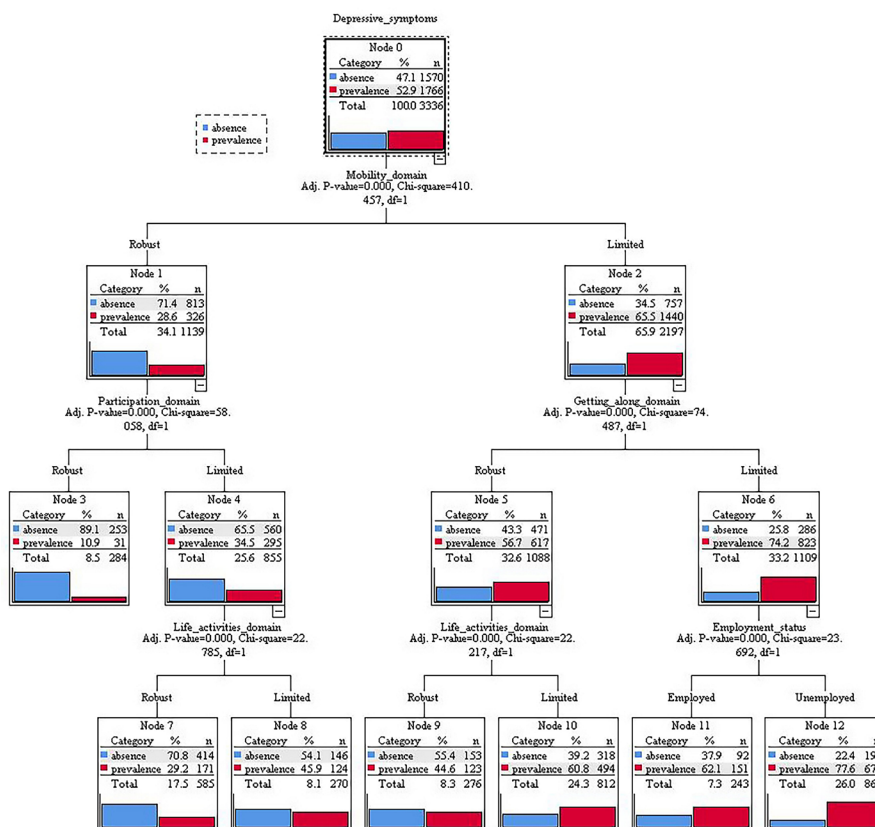 Depressive_symptoms
Node 0
Category % n
absence 47.1 1570
prevalence 52.9 1766
Total 100.0 3336
absence
prevalence
Mobility_domain
Adj. P-value=0.000, Chi-square=410.
457, df=1
Robust
Limited
Node 1
Category % n
absence 71.4 813
prevalence 28.6 326
Total 34.1 1139
Node 2
Category % n
absence 34.5 757
prevalence 65.5 1440
Total 65.9 2197
Participation_domain
Adj. P-value=0.000, Chi-square=58.
058, df=1
Getting_along_domain
Adj. P-value=0.000, Chi-square=74.
487, df=1
Robust
Limited
Robust
Limited
Node 3
Category % n
absence 89.1 253
prevalence 10.9 31
Total 8.5 284
Node 4
Category % n
absence 65.5 560
prevalence 34.5 295
Total 25.6 855
Node 5
Category % n
absence 43.3 471
prevalence 56.7 617
Total 32.6 1088
Node 6
Category % n
absence 25.8 286
prevalence 74.2 823
Total 33.2 1109
Life_activities_domain
Adj. P-value=0.000, Chi-square=22.
785, df=1
Life_activities_domain
Adj. P-value=0.000, Chi-square=22.
217, df=1
Employment_status
Adj. P-value=0.000, Chi-square=23.
692, df=1
Robust
Limited
Robust
Limited
Employed
Unemployed
Node 7
Category % n
absence 70.8 414
prevalence 29.2 171
Total 17.5 585
Node 8
Category % n
absence 54.1 146
prevalence 45.9 124
Total 8.1 270
Node 9
Category % n
absence 55.4 153
prevalence 44.6 123
Total 8.3 276
Node 10
Category % n
absence 39.2 318
prevalence 60.8 494
Total 24.3 812
Node 11
Category % n
absence 37.9 92
prevalence 62.1 151
Total 7.3 243
Node 12
Category %
absence 22.4
prevalence 77.6
Total 26.0